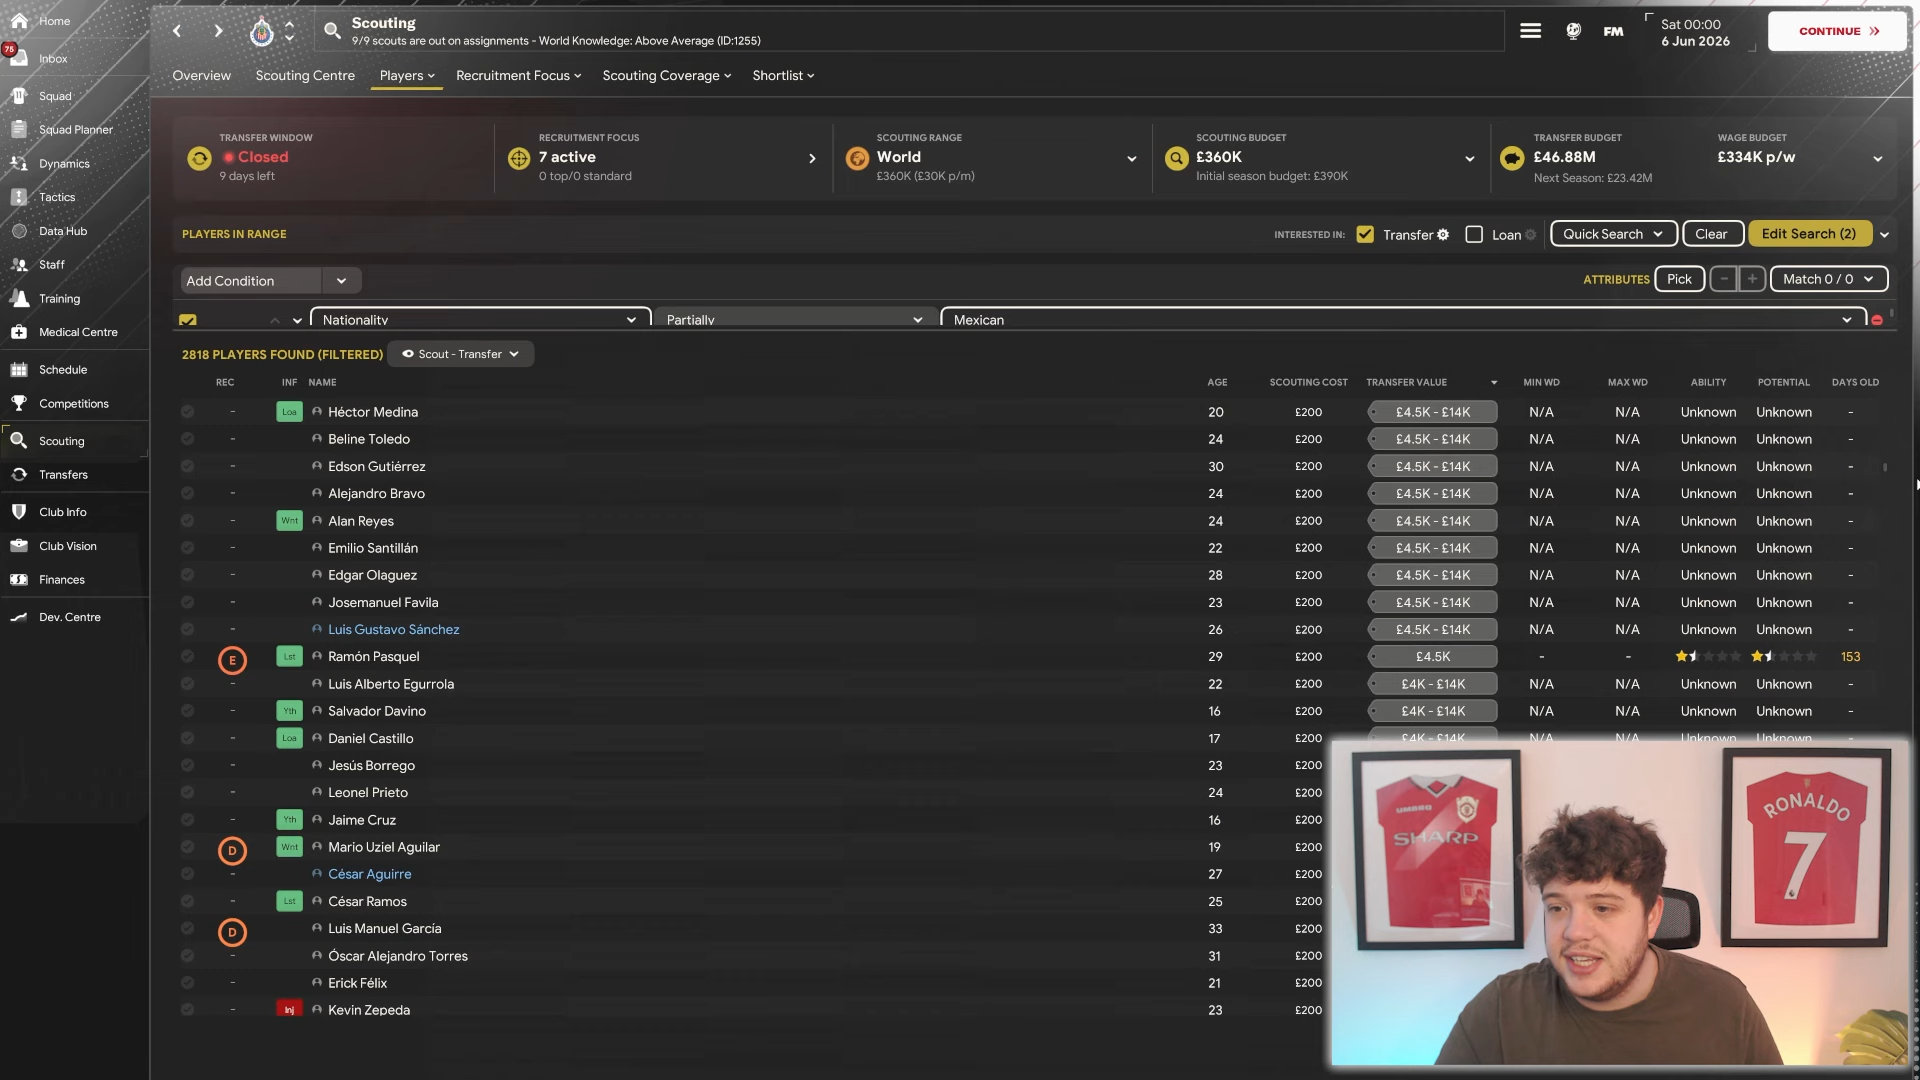 Home
76
Inbox
Squad
Squad Planner
Dynamics
Tactics
Data Hub
Staff
Training
Medical Centre
Schedule
Competitions
Scouting
Transfers
Club Info
Club Vision
Finances
Dev. Centre
Scouting
9/9 scouts are out on assignments - World Knowledge: Above Average (ID:1255)
FM
Sat 00:00
6 Jun 2026
CONTINUE
Overview Scouting Centre Players Recruitment Focus Scouting Coverage Shortlist
TRANSFER WINDOW
Closed
9 days left
RECRUITMENT FOCUS
7 active
0 top/0 standard
SCOUTING RANGE
World
£360K (£30K p/m)
SCOUTING BUDGET
£360K
Initial season budget: £390K
TRANSFER BUDGET
£46.88M
Next Season: £23.42M
WAGE BUDGET
£334K p/w
PLAYERS IN RANGE
INTERESTED IN: Transfer Loan Quick Search Clear Edit Search (2)
Add Condition
ATTRIBUTES Pick - + Match 0 / 0
Nationality Partially Mexican
2818 PLAYERS FOUND (FILTERED) Scout - Transfer
REC INF NAME AGE SCOUTING COST TRANSFER VALUE MIN WD MAX WD ABILITY POTENTIAL DAYS OLD
- Loa Héctor Medina 20 £200 £4.5K - £14K N/A N/A Unknown Unknown -
- Beline Toledo 24 £200 £4.5K - £14K N/A N/A Unknown Unknown -
- Edson Gutiérrez 30 £200 £4.5K - £14K N/A N/A Unknown Unknown -
- Alejandro Bravo 24 £200 £4.5K - £14K N/A N/A Unknown Unknown -
- Wnt Alan Reyes 24 £200 £4.5K - £14K N/A N/A Unknown Unknown -
- Emilio Santillán 22 £200 £4.5K - £14K N/A N/A Unknown Unknown -
- Edgar Olaguez 28 £200 £4.5K - £14K N/A N/A Unknown Unknown -
- Josemanuel Favila 23 £200 £4.5K - £14K N/A N/A Unknown Unknown -
- Luis Gustavo Sánchez 26 £200 £4.5K - £14K N/A N/A Unknown Unknown -
E Lst Ramón Pasquel 29 £200 £4.5K - - 153
- Luis Alberto Egurrola 22 £200 £4K - £14K N/A N/A Unknown Unknown -
- Yth Salvador Davino 16 £200 £4K - £14K N/A N/A Unknown Unknown -
- Loa Daniel Castillo 17 £200 £4K - £14K N/A N/A Unknown Unknown -
- Jesús Borrego 23 £200
- Leonel Prieto 24 £200
- Yth Jaime Cruz 16 £200
D Wnt Mario Uziel Aguilar 19 £200
- César Aguirre 27 £200
- Lst César Ramos 25 £200
D Luis Manuel García 33 £200
- Óscar Alejandro Torres 31 £200
- Erick Félix 21 £200
- Inj Kevin Zepeda 23 £200
UMBRO
SHARP
RONALDO
7